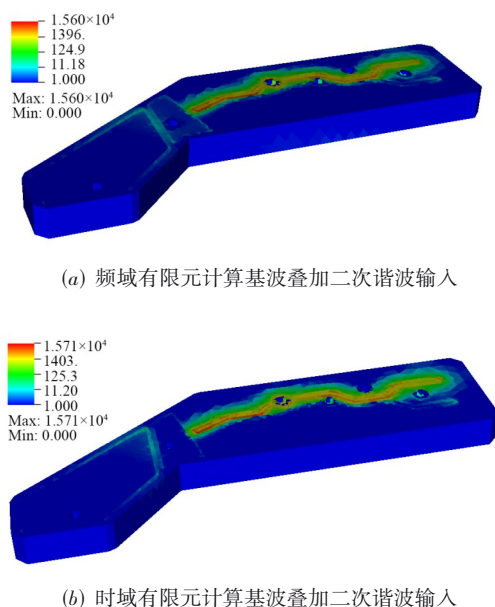 1.560×10⁴
1396.
124.9
11.18
1.000
Max: 1.560×10⁴
Min: 0.000
(a) 频域有限元计算基波叠加二次谐波输入
1.571×10⁴
1403.
125.3
11.20
1.000
Max: 1.571×10⁴
Min: 0.000
(b) 时域有限元计算基波叠加二次谐波输入